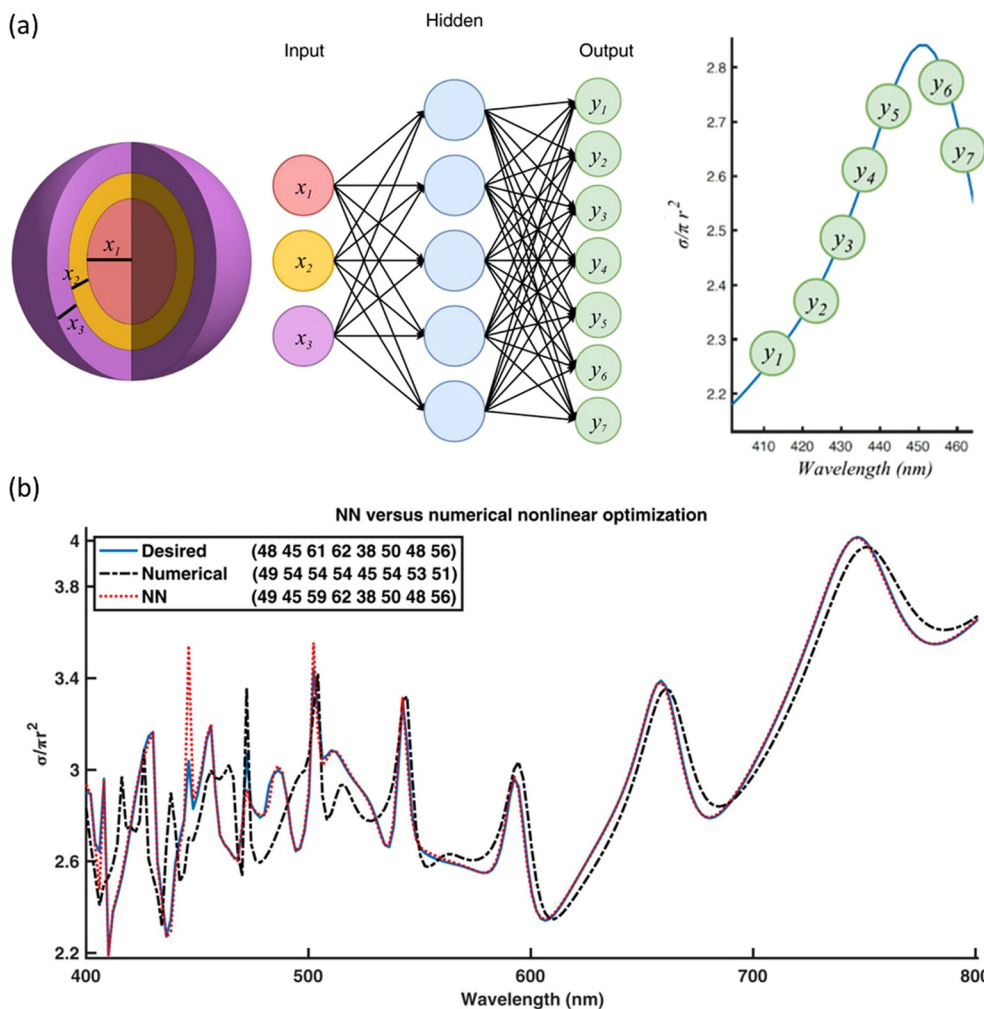 (a)
Hidden
Input
Output
x1
x2
x3
x1
x2
x3
y1
y2
y3
y4
y5
y6
y7
σ/π r²
2.8
2.7
2.6
2.5
2.4
2.3
2.2
y1
y2
y3
y4
y5
y6
y7
410 420 430 440 450 460
Wavelength (nm)
(b)
NN versus numerical nonlinear optimization
Desired (48 45 61 62 38 50 48 56)
Numerical (49 54 54 54 45 54 53 51)
NN (49 45 59 62 38 50 48 56)
σ/πr²
4
3.8
3.4
3
2.6
2.2
400 500 600 700 800
Wavelength (nm)